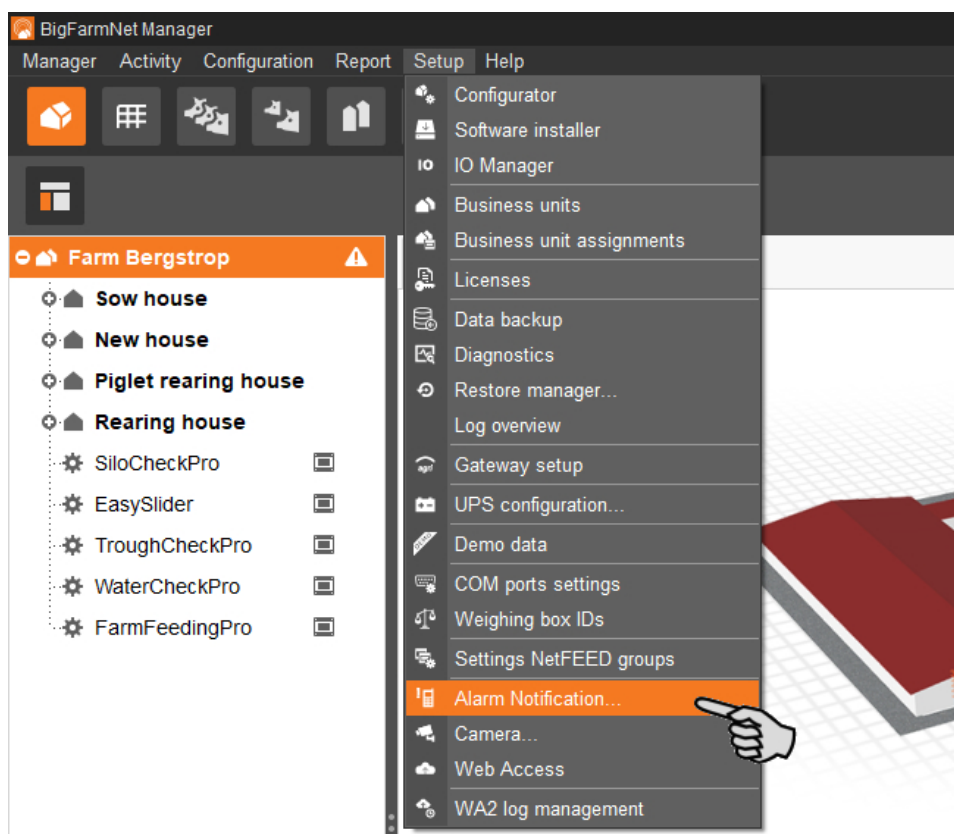 BigFarmNet Manager
Manager Activity Configuration Report Setup Help
Configurator
Software installer
IO IO Manager
Business units
Business unit assignments
Farm Bergstrop
Licenses
Sow house
Data backup
New house
Diagnostics
Piglet rearing house
Restore manager...
Rearing house
Log overview
SiloCheckPro
agri Gateway setup
EasySlider
UPS configuration...
TroughCheckPro
DEMO Demo data
WaterCheckPro
COM ports settings
FarmFeedingPro
Weighing box IDs
Settings NetFEED groups
Alarm Notification...
Camera...
Web Access
WA2 log management